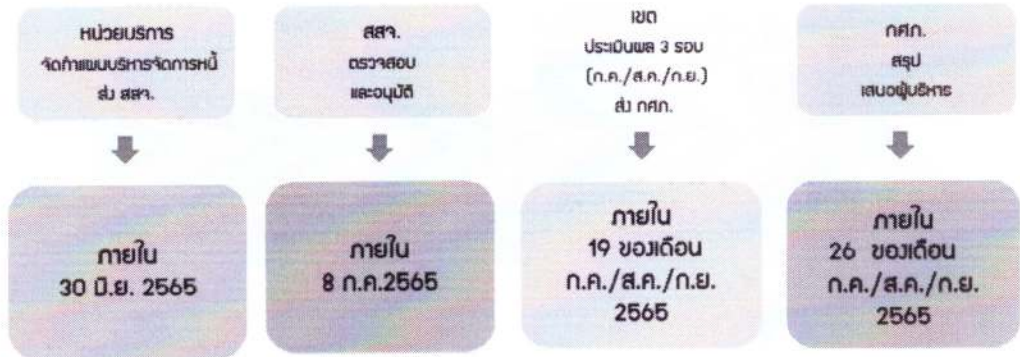 หน่วยบริการ
จัดทำแผนบริหารจัดการหนี้
ส่ง สสจ.
สสจ.
ตรวจสอบ
และอนุมัติ
เขต
ประเมินผล 3 รอบ
(ก.ค./ส.ค./ก.ย.)
ส่ง กศภ.
กศภ.
สรุป
เสนอผู้บริหาร
ภายใน
30 มิ.ย. 2565
ภายใน
8 ก.ค.2565
ภายใน
19 ของเดือน
ก.ค./ส.ค./ก.ย.
2565
ภายใน
26 ของเดือน
ก.ค./ส.ค./ก.ย.
2565